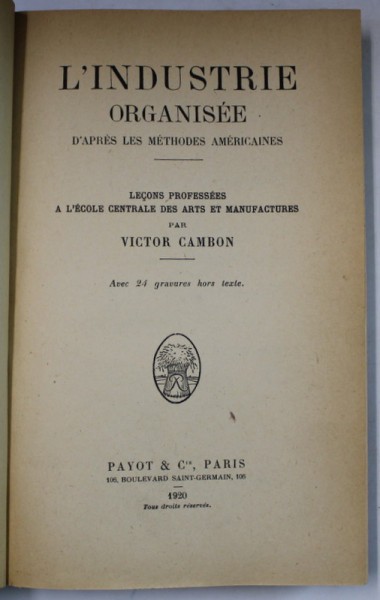 L'INDUSTRIE
ORGANISÉE
D'APRÈS LES MÉTHODES AMÉRICAINES
LEÇONS PROFESSÉES
A L'ÉCOLE CENTRALE DES ARTS ET MANUFACTURES
PAR
VICTOR CAMBON
Avec 24 gravures hors texte.
PAYOT & Cie, PARIS
106, BOULEVARD SAINT-GERMAIN, 106
1920
Tous droits réservés.